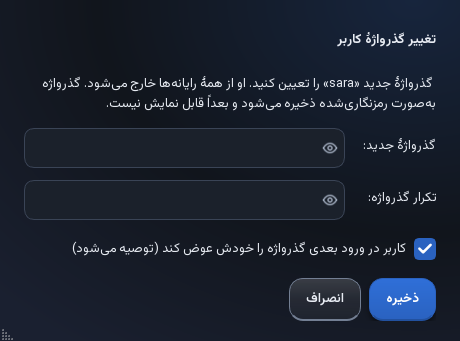 تغییر گذرواژهٔ کاربر
گذرواژهٔ جدید «sara» را تعیین کنید. او از همهٔ رایانه‌ها خارج می‌شود. گذرواژه
به‌صورت رمزنگاری‌شده ذخیره می‌شود و بعداً قابل نمایش نیست.
گذرواژهٔ جدید:
تکرار گذرواژه:
کاربر در ورود بعدی گذرواژه را خودش عوض کند (توصیه می‌شود)
ذخیره
انصراف